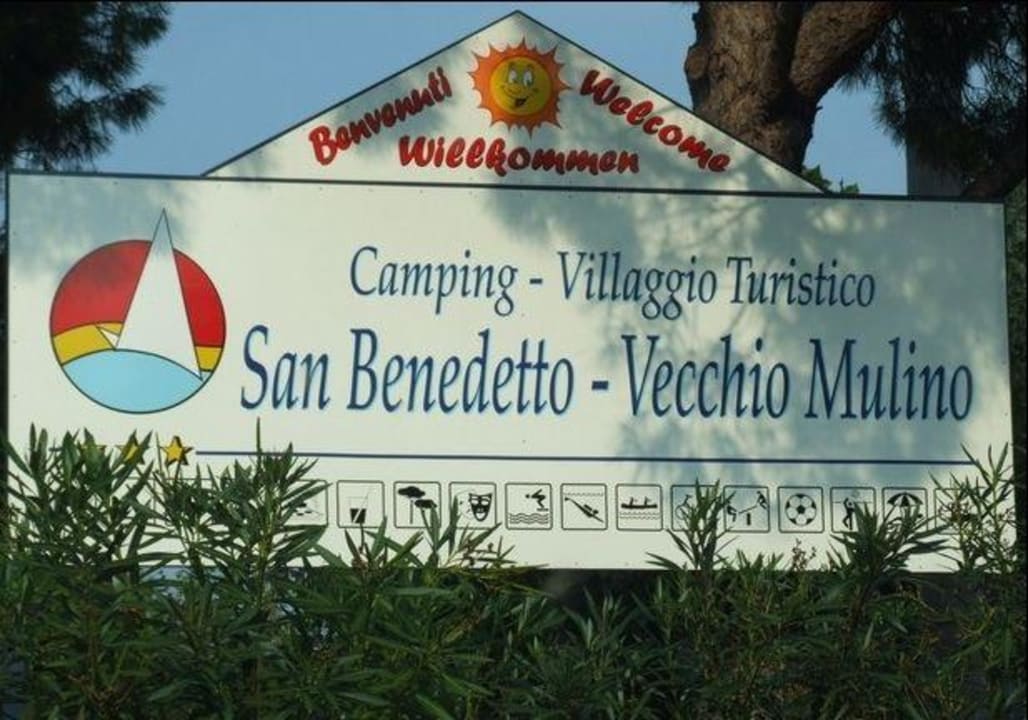 Benvenuti Welcome
Willkommen
Camping - Villaggio Turistico
San Benedetto - Vecchio Mulino